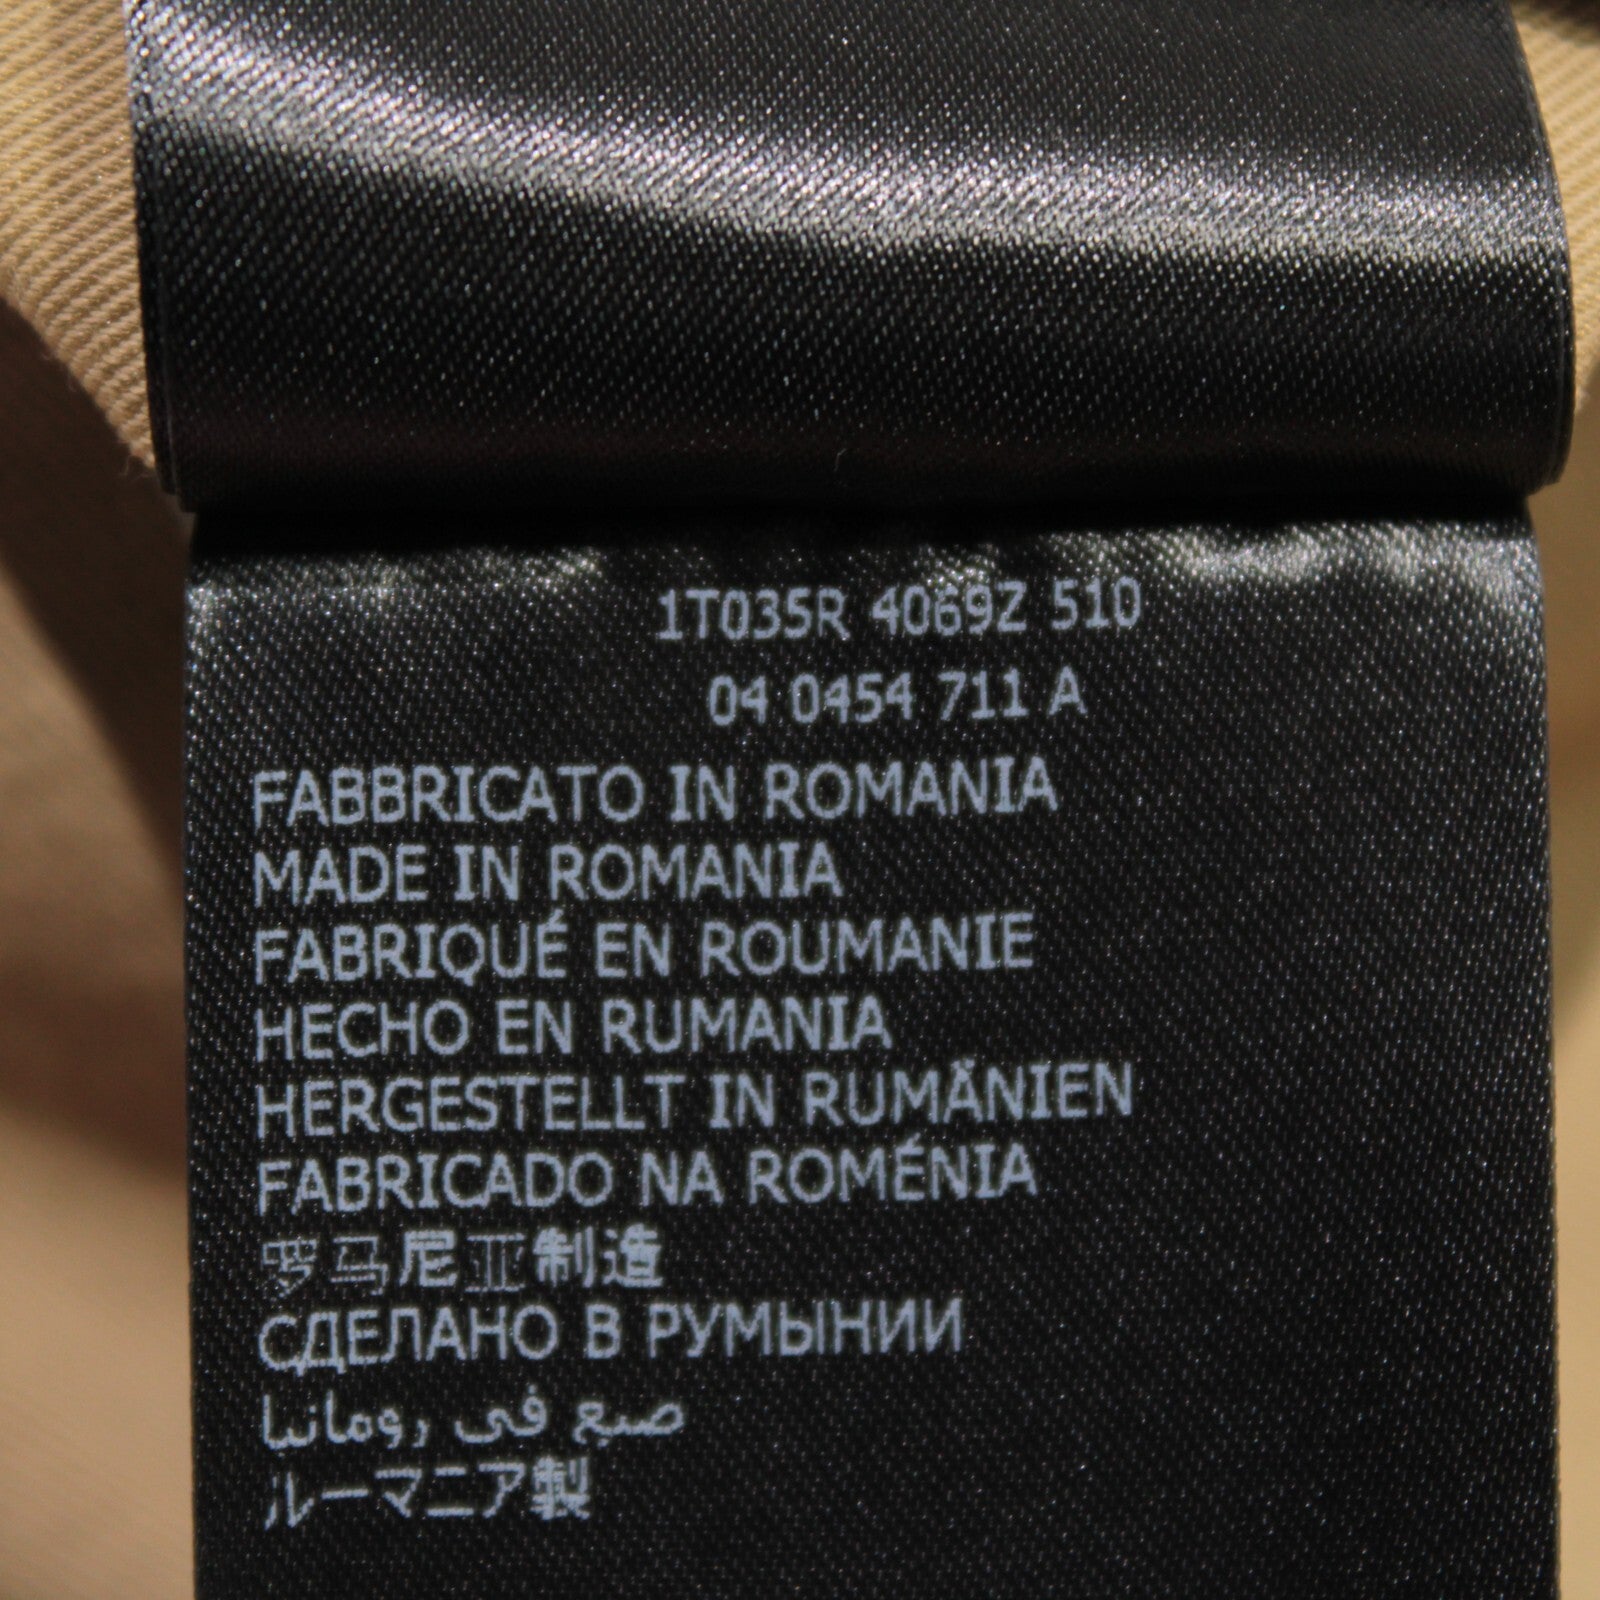 1T035R 4069Z 510
04 0454 711 A
FABBRICATO IN ROMANIA
MADE IN ROMANIA
FABRIQUÉ EN ROUMANIE
HECHO EN RUMANIA
HERGESTELLT IN RUMÄNIEN
FABRICADO NA ROMÉNIA
罗马尼亚制造
СДЕЛАНО В РУМЫНИИ
صبع في رومانيا
ルーマニア製